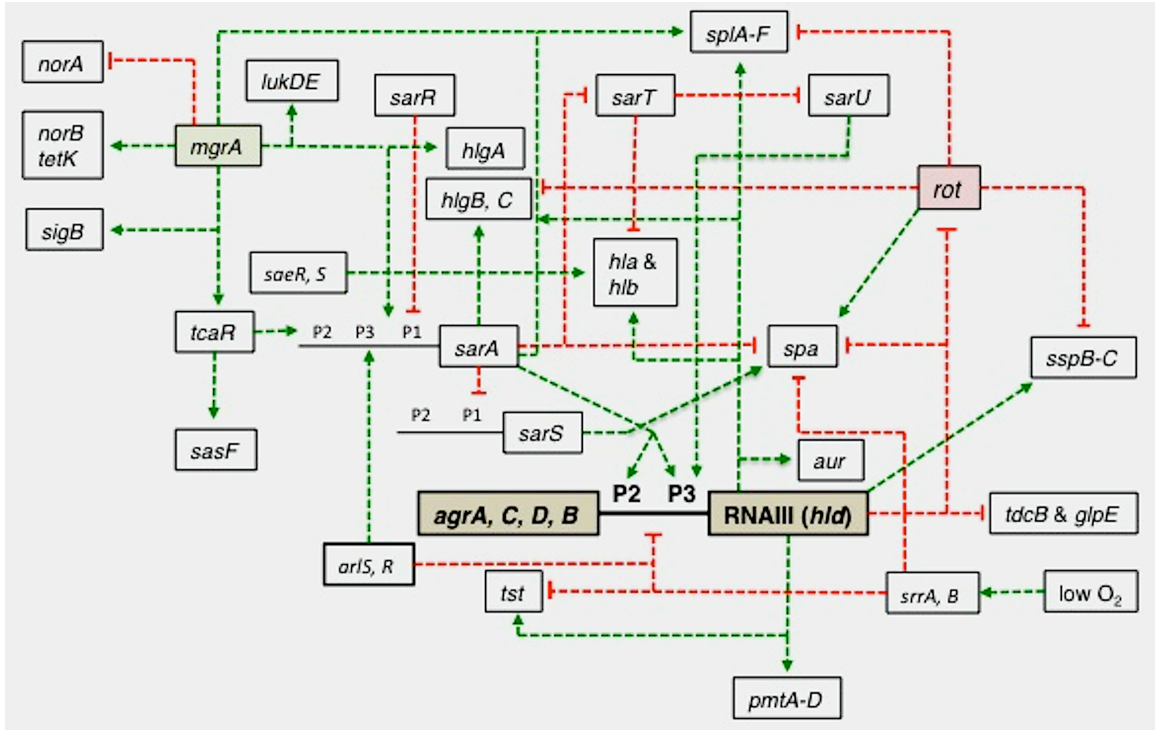 splA-F
norA
lukDE
sarR
sarT
sarU
norB
tetK
mgrA
hlgA
rot
hlgB, C
sigB
saeR, S
hla &
hlb
tcaR
P2 P3 P1
sarA
spa
sspB-C
P2 P1
sarS
sasF
aur
P2 P3
agrA, C, D, B
RNAIII (hld)
tdcB & glpE
arlS, R
tst
srrA, B
low O₂
pmtA-D